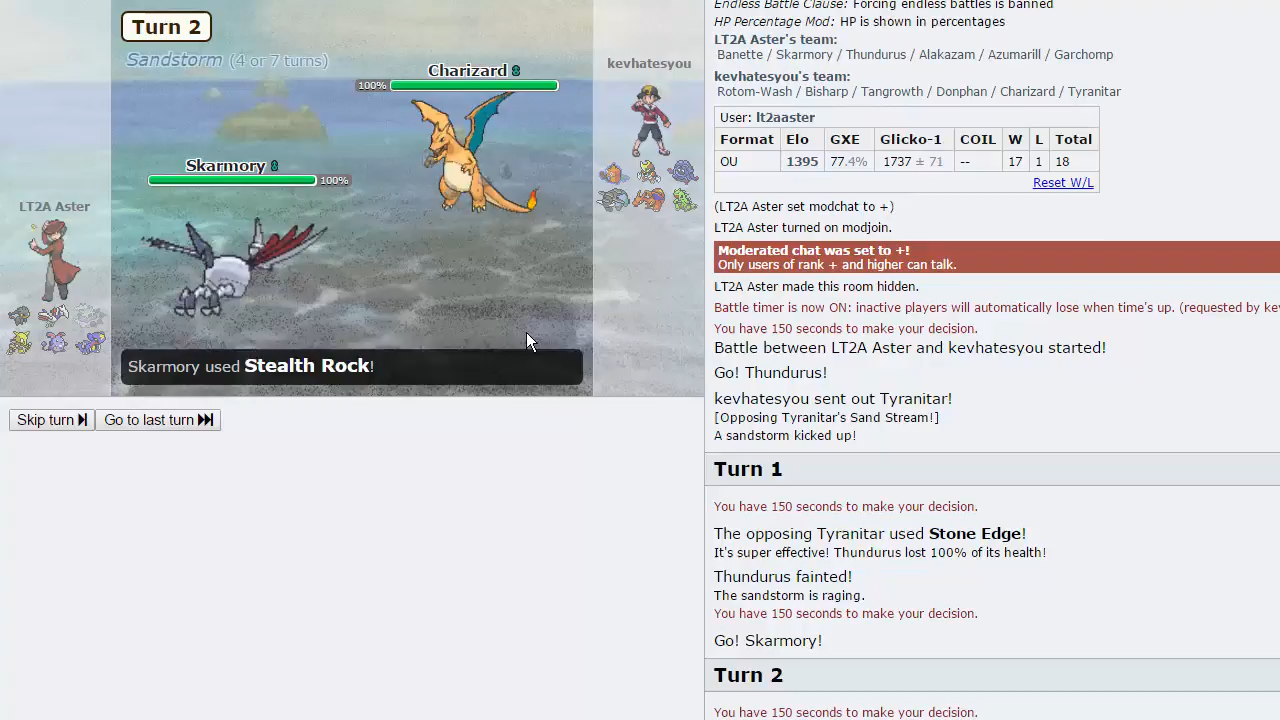 Turn 2
Sandstorm (4 or 7 turns)
Charizard
100%
Skarmory
100%
kevhatesyou
LT2A Aster
Skarmory used Stealth Rock!
Skip turn
Go to last turn
Endless Battle Clause: Forcing endless battles is banned
HP Percentage Mod: HP is shown in percentages
LT2A Aster's team:
Banette / Skarmory / Thundurus / Alakazam / Azumarill / Garchomp
kevhatesyou's team:
Rotom-Wash / Bisharp / Tangrowth / Donphan / Charizard / Tyranitar
User: lt2aaster
Format Elo GXE Glicko-1 COIL W L Total
OU 1395 77.4% 1737 ± 71 -- 17 1 18
Reset W/L
(LT2A Aster set modchat to +)
LT2A Aster turned on modjoin.
Moderated chat was set to +!
Only users of rank + and higher can talk.
LT2A Aster made this room hidden.
Battle timer is now ON: inactive players will automatically lose when time's up. (requested by
You have 150 seconds to make your decision.
Battle between LT2A Aster and kevhatesyou started!
Go! Thundurus!
kevhatesyou sent out Tyranitar!
[Opposing Tyranitar's Sand Stream!]
A sandstorm kicked up!
Turn 1
You have 150 seconds to make your decision.
The opposing Tyranitar used Stone Edge!
It's super effective! Thundurus lost 100% of its health!
Thundurus fainted!
The sandstorm is raging.
You have 150 seconds to make your decision.
Go! Skarmory!
Turn 2
You have 150 seconds to make your decision.